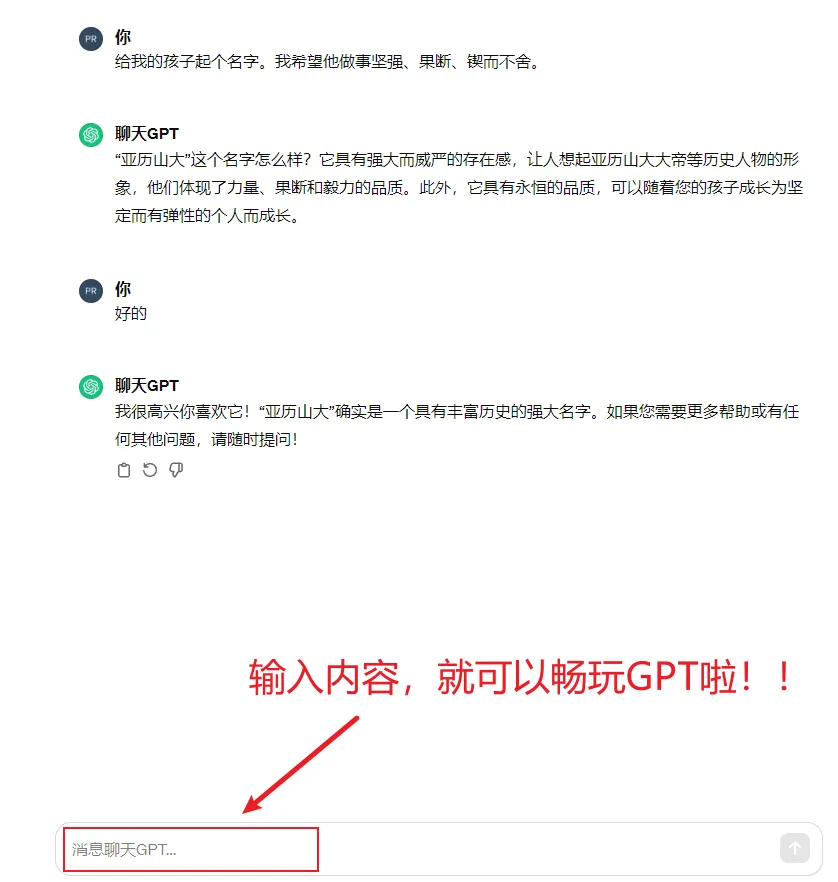 PR 你
给我的孩子起个名字。我希望他做事坚强、果断、锲而不舍。
聊天GPT
“亚历山大”这个名字怎么样？它具有强大而威严的存在感，让人想起亚历山大大帝等历史人物的形
象，他们体现了力量、果断和毅力的品质。此外，它具有永恒的品质，可以随着您的孩子成长为坚
定而有弹性的个人而成长。
PR 你
好的
聊天GPT
我很高兴你喜欢它！“亚历山大”确实是一个具有丰富历史的强大名字。如果您需要更多帮助或有任
何其他问题，请随时提问！
输入内容，就可以畅玩GPT啦！！
消息聊天GPT...